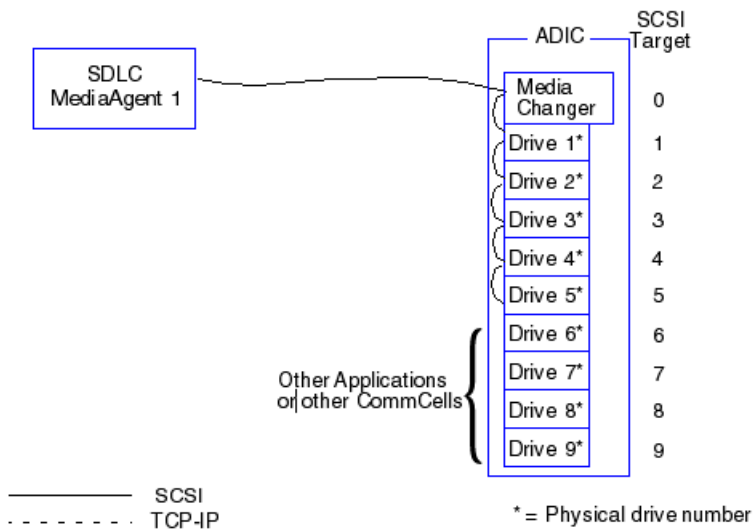 SCSI
Target
ADIC
SDLC
MediaAgent 1
Media
Changer
0
Drive 1* 1
Drive 2* 2
Drive 3* 3
Drive 4* 4
Drive 5* 5
Drive 6* 6
Drive 7* 7
Drive 8* 8
Drive 9* 9
Other Applications
or other CommCells
SCSI
TCP-IP
* = Physical drive number